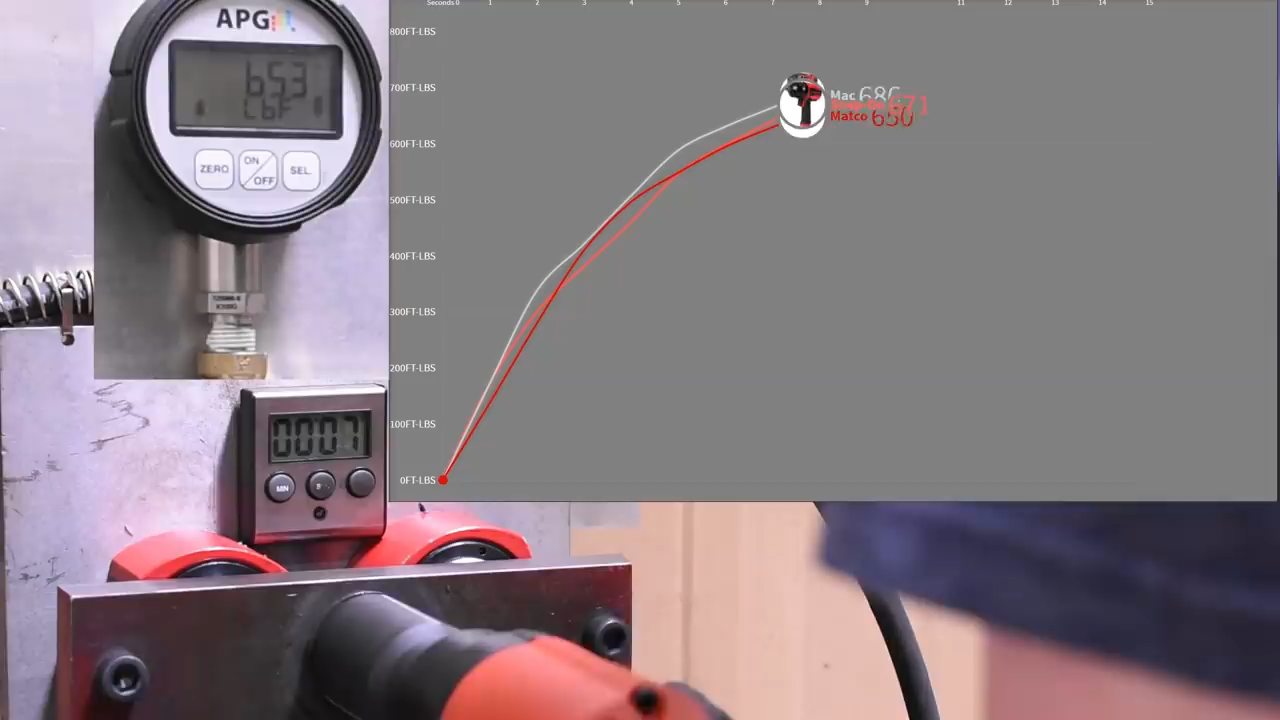 APG
653
LbF
ZERO
ON
OFF
SEL
0007
MIN
Seconds 0 1 2 3 4 5 6 7 8 9 11 12 13 14 15
800FT-LBS
700FT-LBS
600FT-LBS
500FT-LBS
400FT-LBS
300FT-LBS
200FT-LBS
100FT-LBS
0FT-LBS
Mac 686
671
Matco 650